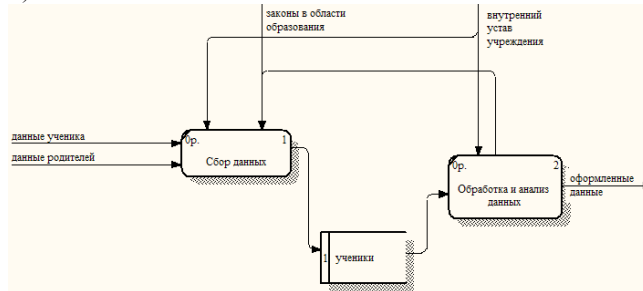 законы в области
образования
внутренний
устав
учреждения
данные ученика
данные родителей
0р.
1
Сбор данных
0р.
2
Обработка и анализ
данных
оформленные
данные
1
ученики